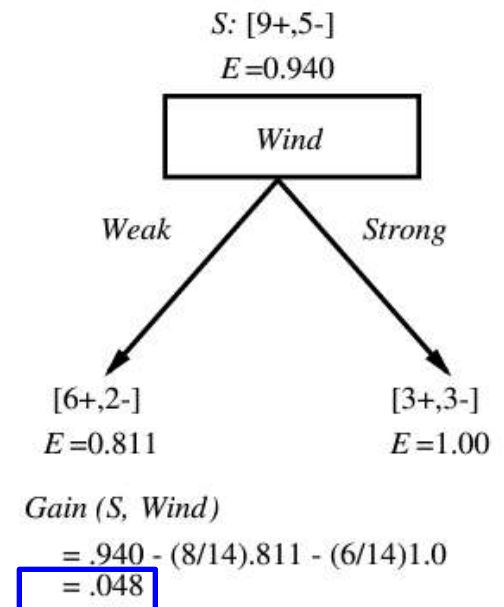 S: [9+,5-]
E=0.940
Wind
Weak Strong
[6+,2-] [3+,3-]
E=0.811 E=1.00
Gain (S, Wind)
= .940 - (8/14).811 - (6/14)1.0
= .048